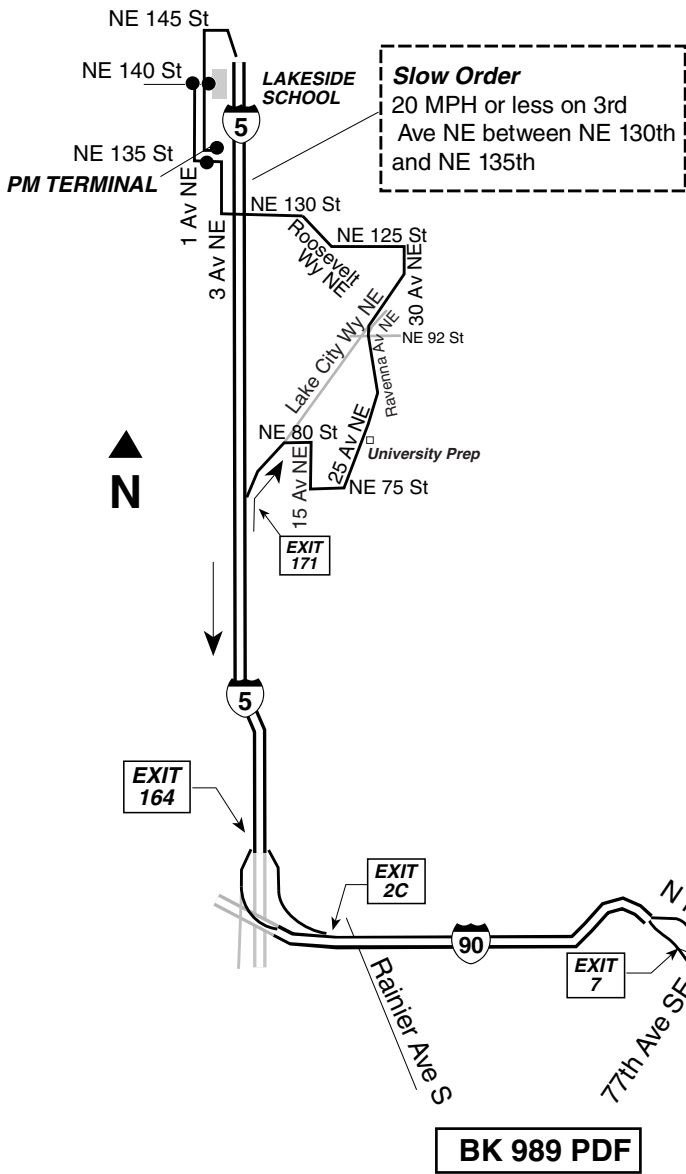 NE 145 St
NE 140 St
LAKESIDE
SCHOOL
5
Slow Order
20 MPH or less on 3rd
Ave NE between NE 130th
and NE 135th
NE 135 St
PM TERMINAL
1 Av NE
3 Av NE
NE 130 St
Roosevelt
Wy NE
NE 125 St
30 Av NE
Lake City Wy NE
NE 92 St
Ravenna Av NE
NE 80 St
25 Av NE
University Prep
15 Av NE
NE 75 St
N
EXIT
171
5
EXIT
164
EXIT
2C
90
N
EXIT
7
Rainier Ave S
77th Ave SE
BK 989 PDF